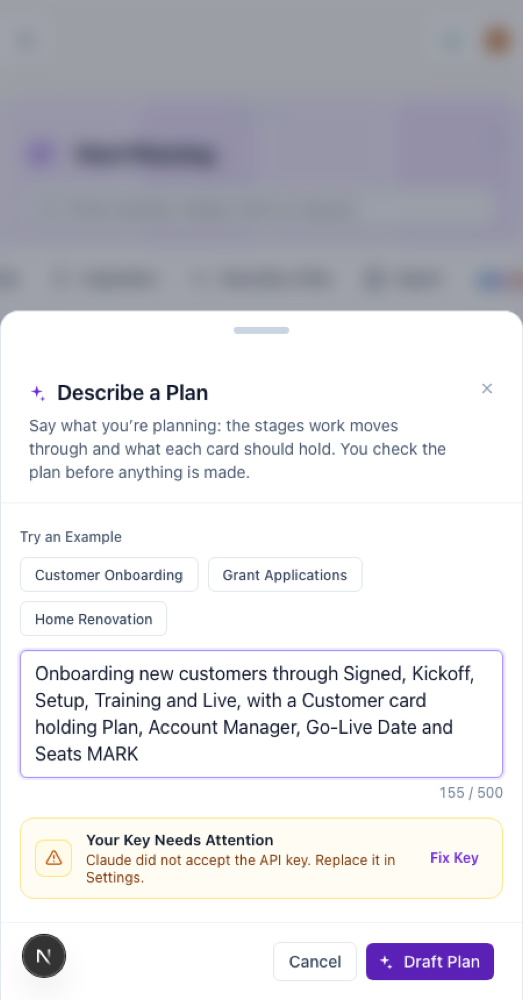 Describe a Plan
Say what you're planning: the stages work moves
through and what each card should hold. You check the
plan before anything is made.
Try an Example
Customer Onboarding
Grant Applications
Home Renovation
Onboarding new customers through Signed, Kickoff,
Setup, Training and Live, with a Customer card
holding Plan, Account Manager, Go-Live Date and
Seats MARK
155 / 500
Your Key Needs Attention
Claude did not accept the API key. Replace it in
Settings.
Fix Key
N
Cancel
Draft Plan